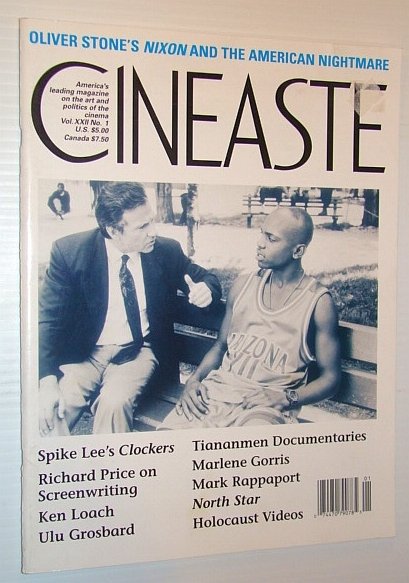 OLIVER STONE'S NIXON AND THE AMERICAN NIGHTMARE
CINEASTE
America's
leading magazine
on the art and
politics of the
cinema
Vol. XXII No. 1
U.S. $5.00
Canada $7.50
ARIZONA
Spike Lee's Clockers
Richard Price on
Screenwriting
Ken Loach
Ulu Grosbard
Tiananmen Documentaries
Marlene Gorris
Mark Rappaport
North Star
Holocaust Videos
01